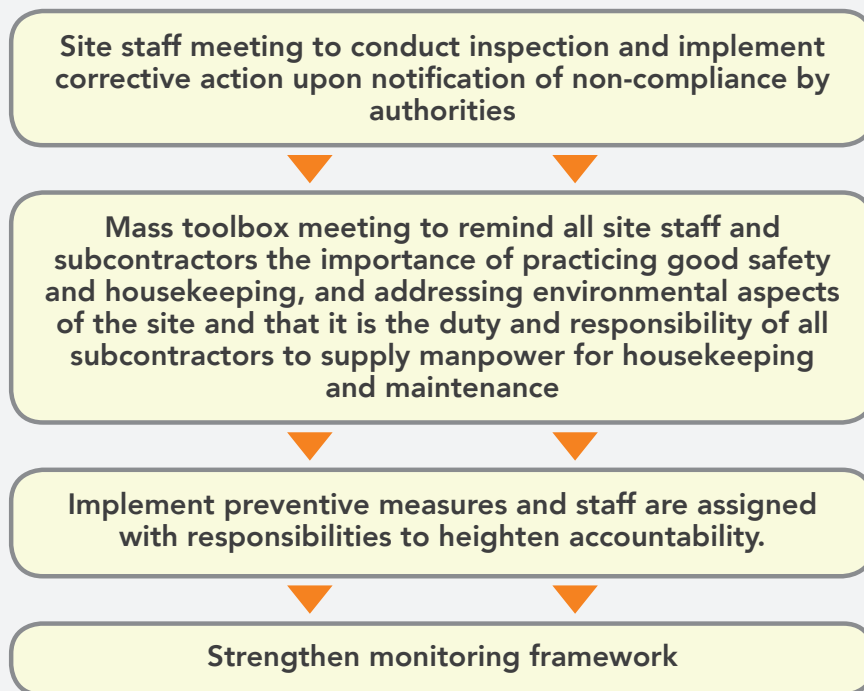 Site staff meeting to conduct inspection and implement
corrective action upon notification of non-compliance by
authorities
Mass toolbox meeting to remind all site staff and
subcontractors the importance of practicing good safety
and housekeeping, and addressing environmental aspects
of the site and that it is the duty and responsibility of all
subcontractors to supply manpower for housekeeping
and maintenance
Implement preventive measures and staff are assigned
with responsibilities to heighten accountability.
Strengthen monitoring framework